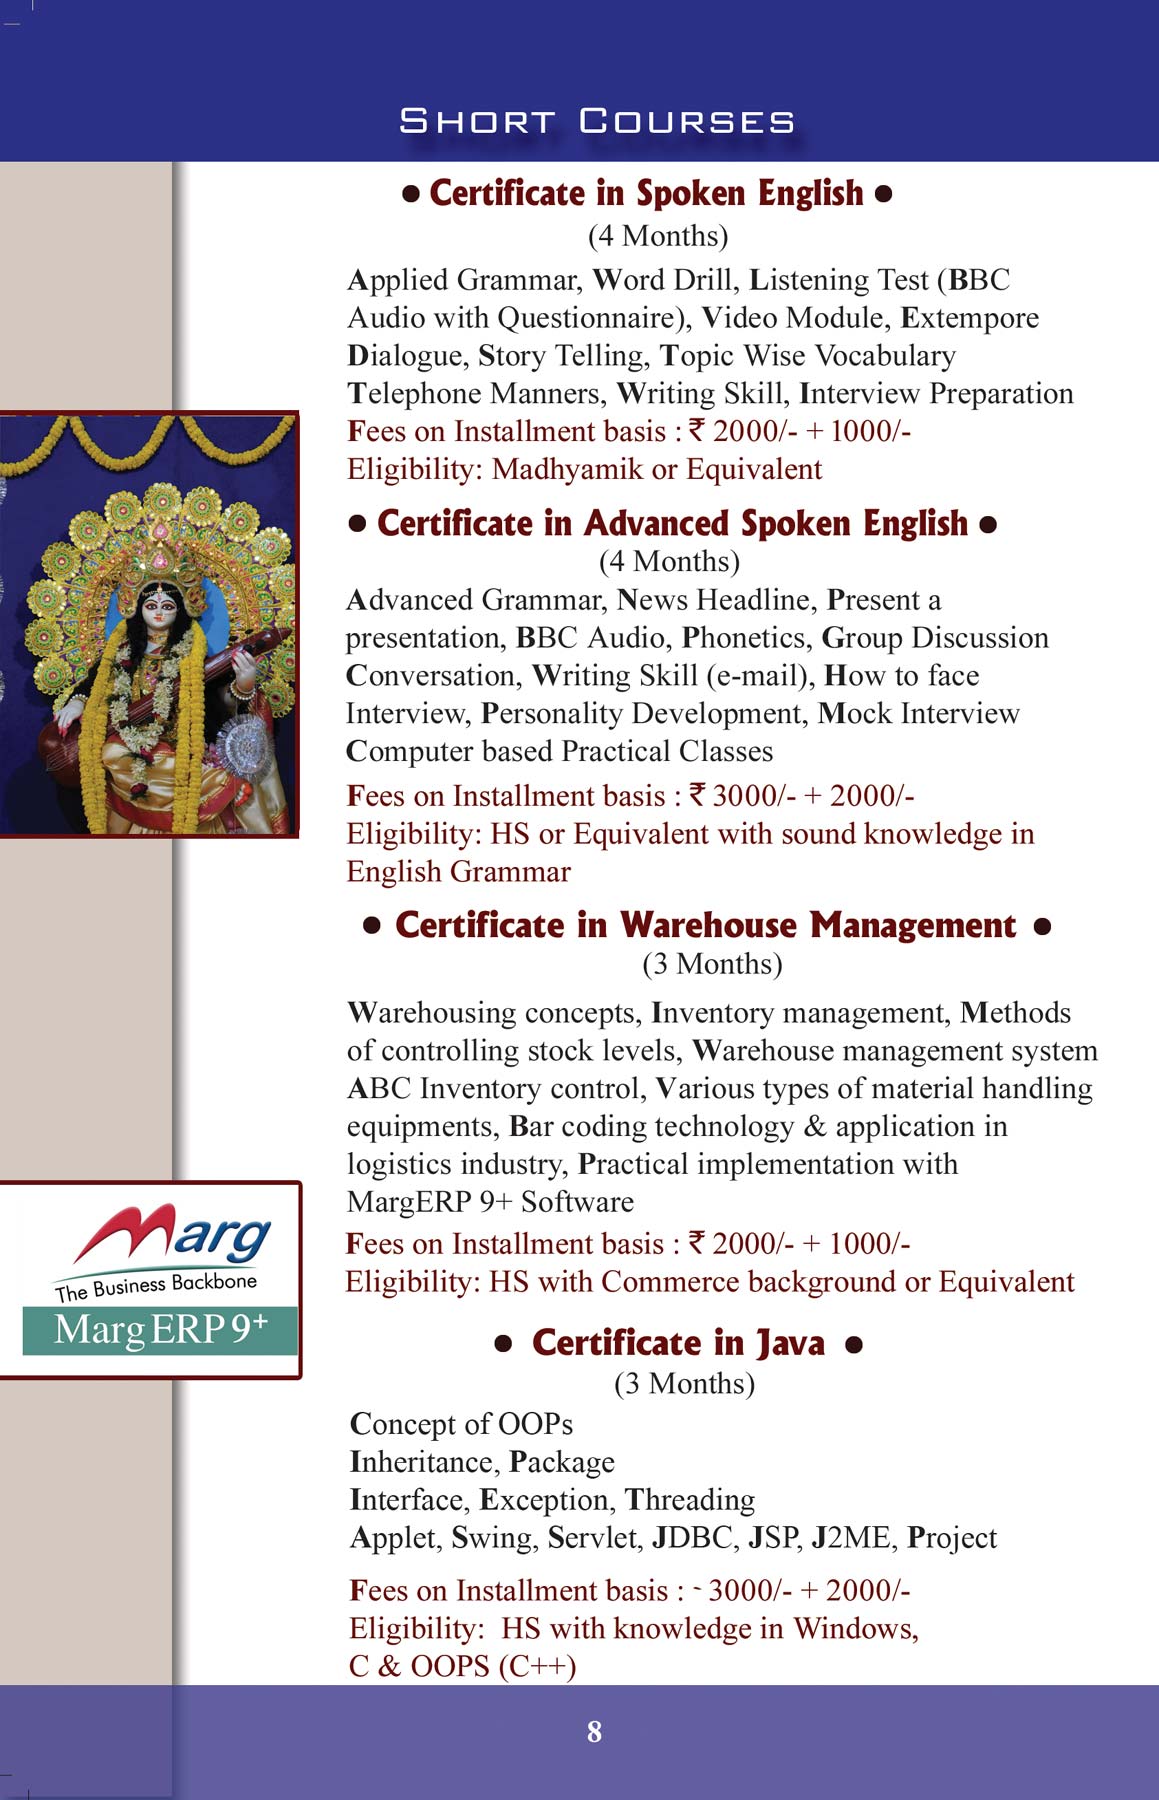 SHORT COURSES
● Certificate in Spoken English ●
(4 Months)
Applied Grammar, Word Drill, Listening Test (BBC
Audio with Questionnaire), Video Module, Extempore
Dialogue, Story Telling, Topic Wise Vocabulary
Telephone Manners, Writing Skill, Interview Preparation
Fees on Installment basis : ₹ 2000/- + 1000/-
Eligibility: Madhyamik or Equivalent
● Certificate in Advanced Spoken English ●
(4 Months)
Advanced Grammar, News Headline, Present a
presentation, BBC Audio, Phonetics, Group Discussion
Conversation, Writing Skill (e-mail), How to face
Interview, Personality Development, Mock Interview
Computer based Practical Classes
Fees on Installment basis : ₹ 3000/- + 2000/-
Eligibility: HS or Equivalent with sound knowledge in
English Grammar
● Certificate in Warehouse Management ●
(3 Months)
Warehousing concepts, Inventory management, Methods
of controlling stock levels, Warehouse management system
ABC Inventory control, Various types of material handling
equipments, Bar coding technology & application in
logistics industry, Practical implementation with
MargERP 9+ Software
Fees on Installment basis : ₹ 2000/- + 1000/-
Eligibility: HS with Commerce background or Equivalent
Marg
The Business Backbone
Marg ERP 9+
● Certificate in Java ●
(3 Months)
Concept of OOPs
Inheritance, Package
Interface, Exception, Threading
Applet, Swing, Servlet, JDBC, JSP, J2ME, Project
Fees on Installment basis : ` 3000/- + 2000/-
Eligibility: HS with knowledge in Windows,
C & OOPS (C++)
8